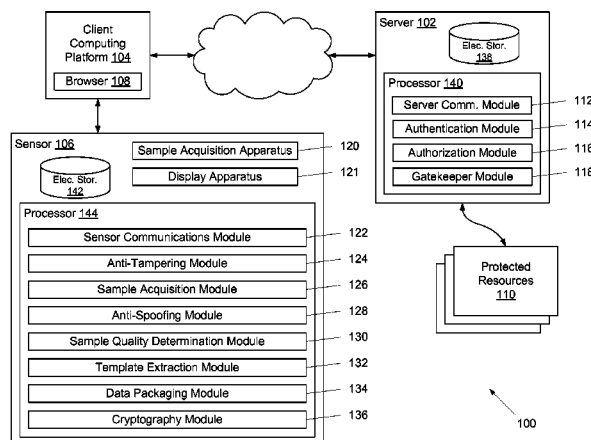 Client
Computing
Platform 104
Browser 108
Server 102
Elec. Stor.
138
Processor 140
Server Comm. Module
112
Authentication Module
114
Authorization Module
116
Gatekeeper Module
118
Sensor 106
Sample Acquisition Apparatus
120
Elec. Stor.
142
Display Apparatus
121
Processor 144
Sensor Communications Module
122
Anti-Tampering Module
124
Sample Acquisition Module
126
Anti-Spoofing Module
128
Sample Quality Determination Module
130
Template Extraction Module
132
Data Packaging Module
134
Cryptography Module
136
Protected
Resources
110
100